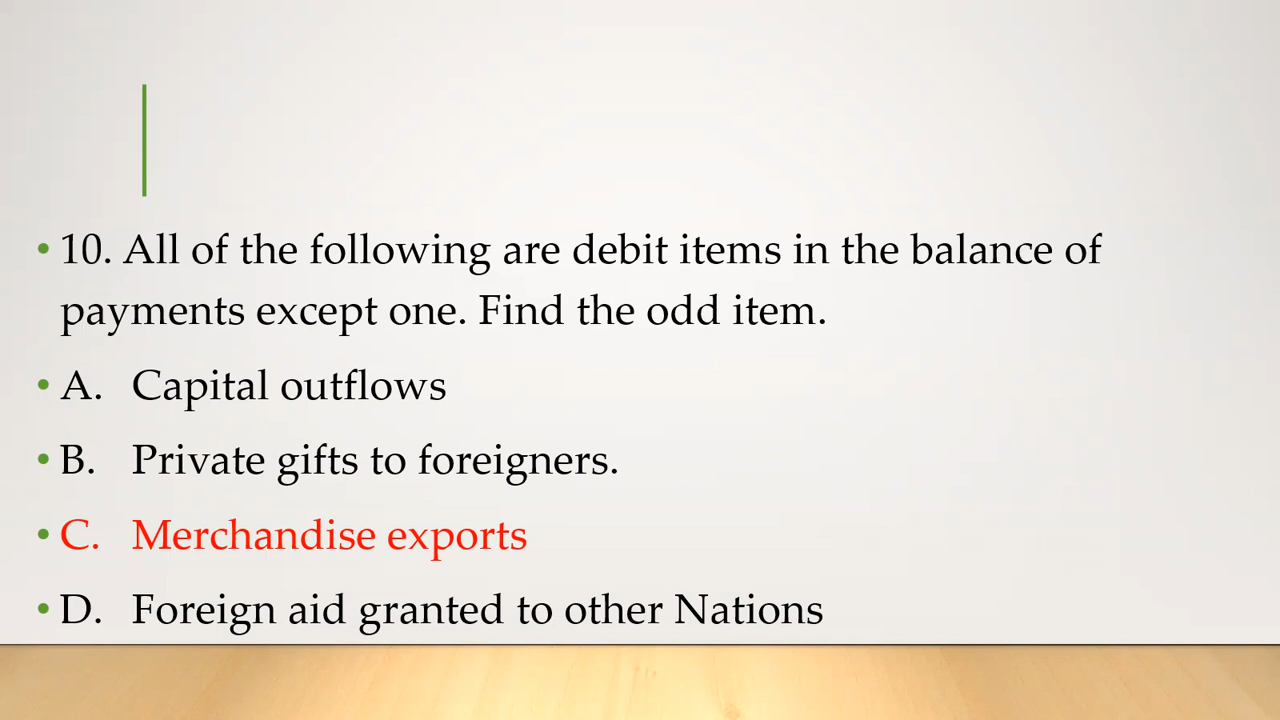 • 10. All of the following are debit items in the balance of
payments except one. Find the odd item.
• A. Capital outflows
• B. Private gifts to foreigners.
• C. Merchandise exports
• D. Foreign aid granted to other Nations